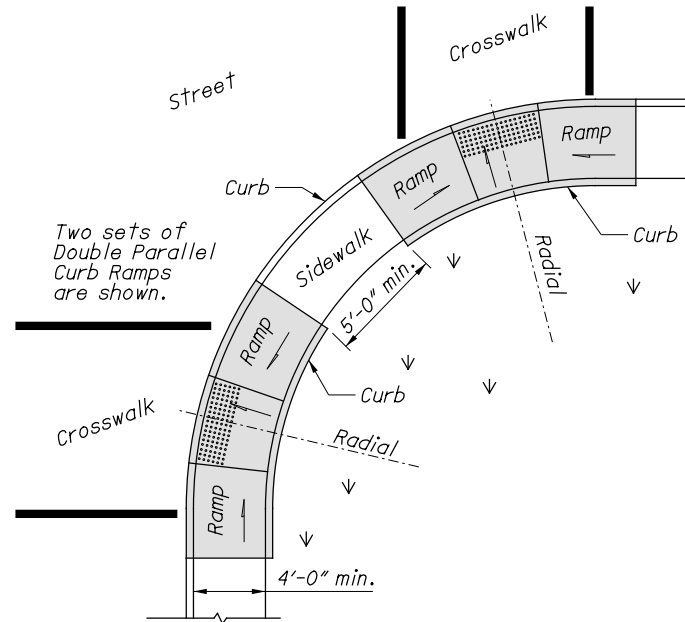 Crosswalk
Street
Ramp
Ramp
Curb
Curb
Two sets of
Double Parallel
Curb Ramps
are shown.
Sidewalk
Radial
5'-0" min.
Ramp
Curb
Crosswalk
Radial
Ramp
4'-0" min.